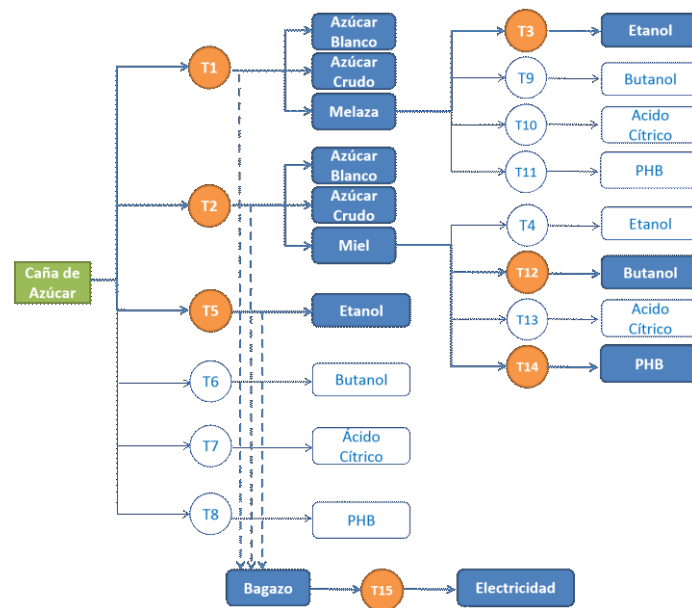 Caña de
Azúcar
T1
Azúcar
Blanco
Azúcar
Crudo
Melaza
T3
Etanol
T9
Butanol
T10
Acido
Cítrico
T11
PHB
T2
Azúcar
Blanco
Azúcar
Crudo
Miel
T4
Etanol
T12
Butanol
T13
Acido
Cítrico
T14
PHB
T5
Etanol
T6
Butanol
T7
Ácido
Cítrico
T8
PHB
Bagazo
T15
Electricidad